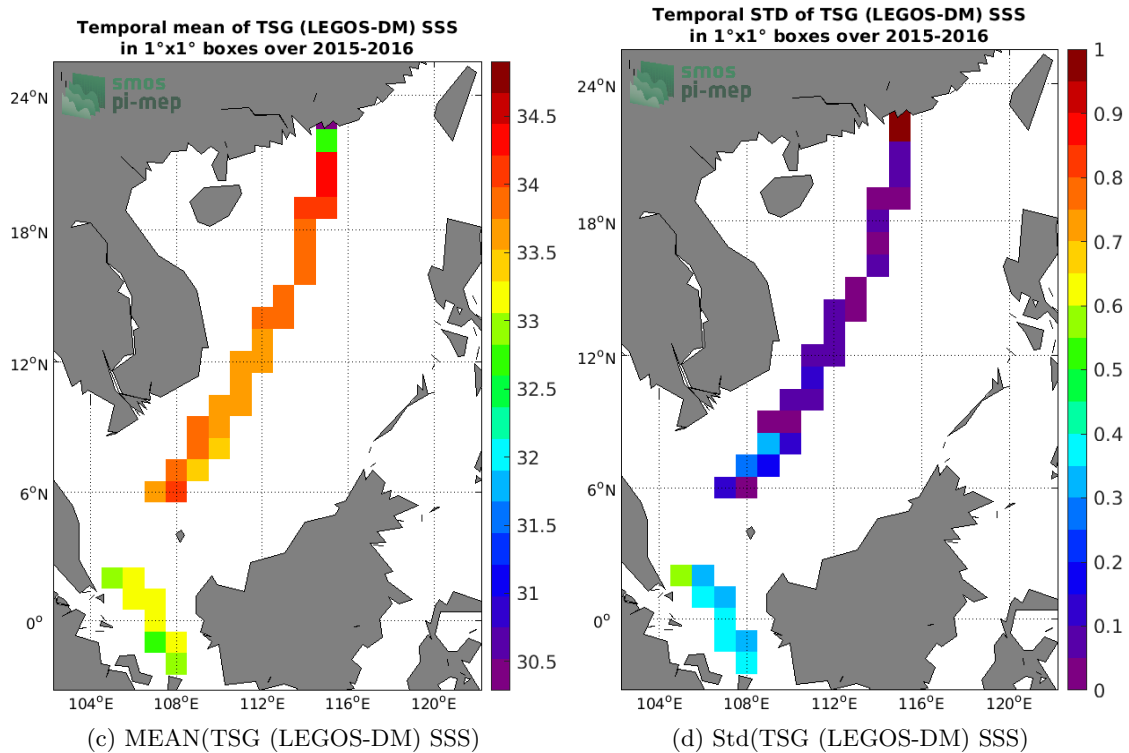 Temporal mean of TSG (LEGOS-DM) SSS
in 1°x1° boxes over 2015-2016
smos
pi-mep
24°N
18°N
12°N
6°N
0°
104°E
108°E
112°E
116°E
120°E
34.5
34
33.5
33
32.5
32
31.5
31
30.5
(c) MEAN(TSG (LEGOS-DM) SSS)
Temporal STD of TSG (LEGOS-DM) SSS
in 1°x1° boxes over 2015-2016
smos
pi-mep
24°N
18°N
12°N
6°N
0°
104°E
108°E
112°E
116°E
120°E
1
0.9
0.8
0.7
0.6
0.5
0.4
0.3
0.2
0.1
0
(d) Std(TSG (LEGOS-DM) SSS)